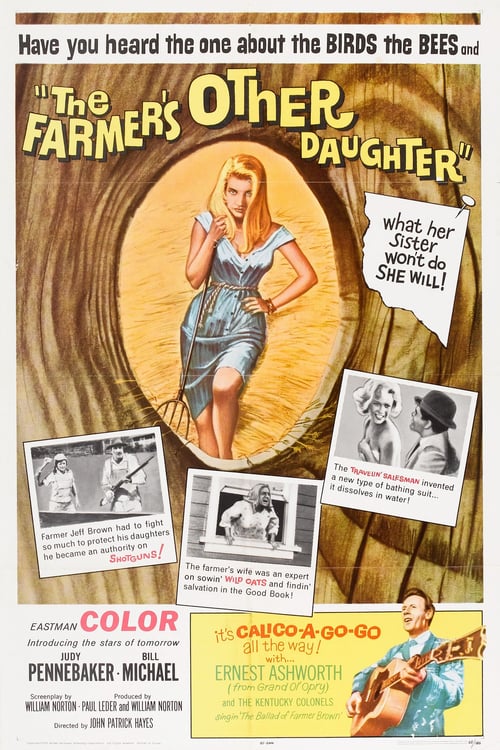 Have you heard the one about the BIRDS the BEES and
"The
FARMER'S OTHER
DAUGHTER"
what her
Sister
won't do
SHE WILL!
The TRAVELIN' SALESMAN invented
a new type of bathing suit...
it dissolves in water!
Farmer Jeff Brown had to fight
so much to protect his daughters
he became an authority on
SHOTGUNS!
The farmer's wife was an expert
on sowin' WILD OATS and findin'
salvation in the Good Book!
EASTMAN COLOR
Introducing the stars of tomorrow
JUDY BILL
PENNEBAKER · MICHAEL
Screenplay by Produced by
WILLIAM NORTON · PAUL LEDER and WILLIAM NORTON
Directed by JOHN PATRICK HAYES
it's CALICO-A-GO-GO
all the way!
with...
ERNEST ASHWORTH
(from Grand Ol' Opry)
and THE KENTUCKY COLONELS
singin' 'The Ballad of Farmer Brown'